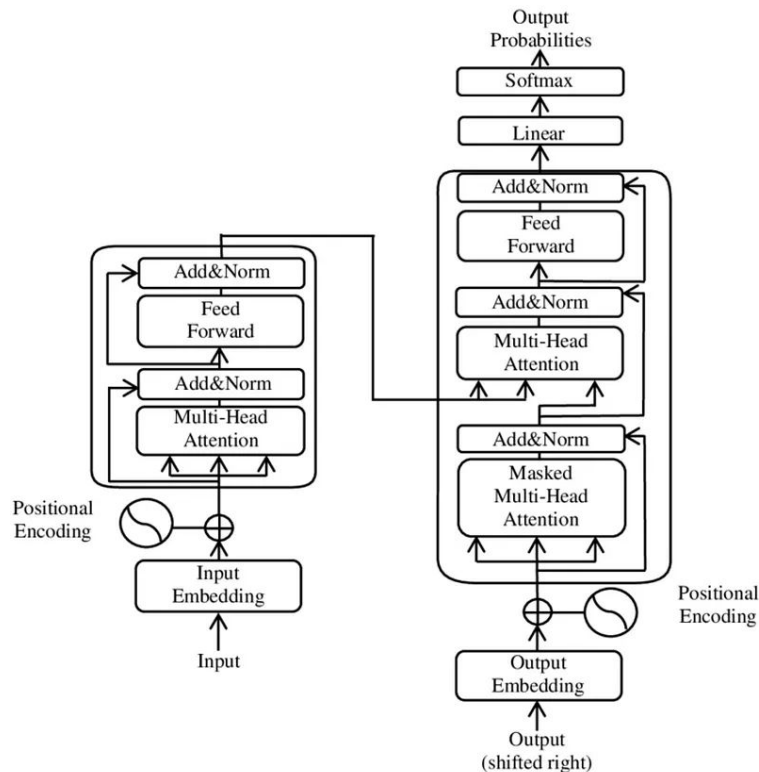 Output
Probabilities
Softmax
Linear
Add&Norm
Feed
Forward
Add&Norm
Multi-Head
Attention
Add&Norm
Masked
Multi-Head
Attention
Positional
Encoding
Output
Embedding
Output
(shifted right)
Add&Norm
Feed
Forward
Add&Norm
Multi-Head
Attention
Positional
Encoding
Input
Embedding
Input